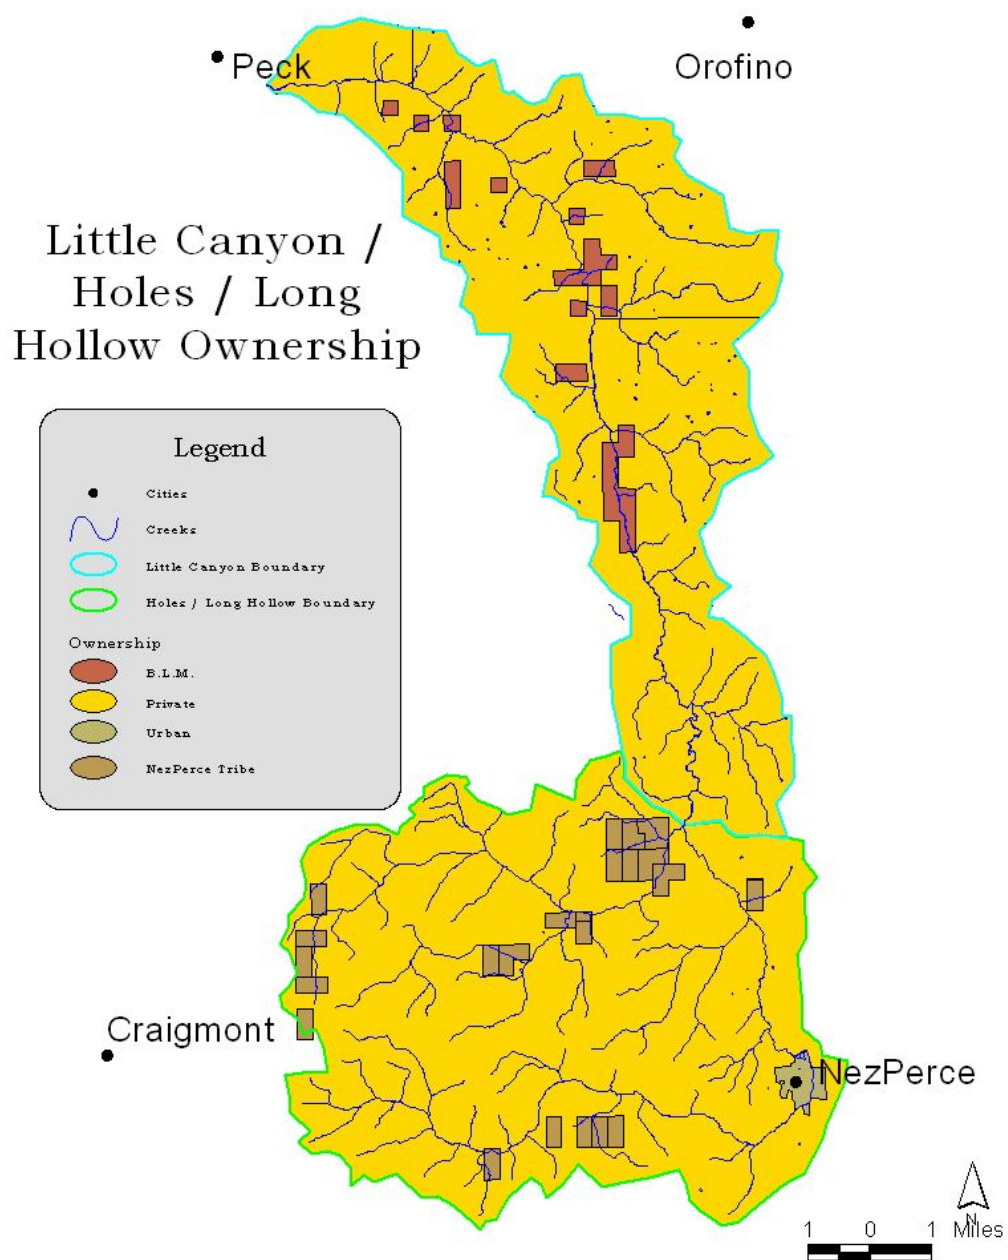 Peck
Orofino
Little Canyon /
Holes / Long
Hollow Ownership
Legend
Cities
Creeks
Little Canyon Boundary
Holes / Long Hollow Boundary
Ownership
B.L.M.
Private
Urban
NezPerce Tribe
Craigmont
NezPerce
N
1 0 1 Miles